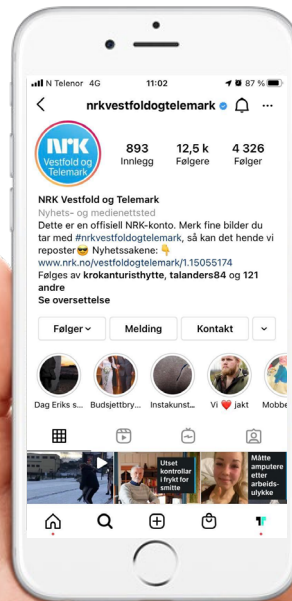 N Telenor 4G 11:02 87 %
nrkvestfoldogtelemark
NRK
Vestfold og
Telemark
893 12,5 k 4 326
Innlegg Følgere Følger
NRK Vestfold og Telemark
Nyhets- og medienettsted
Dette er en offisiell NRK-konto. Merk fine bilder du
tar med #nrkvestfoldogtelemark, så kan det hende vi
reposter😎 Nyhetssakene: 👇
www.nrk.no/vestfoldogtelemark/1.15055174
Følges av krokanturisthytte, talanders84 og 121
andre
Se oversettelse
Følger Melding Kontakt
Dag Eriks s... Budsjettbry... Instakunst... Vi ❤️ jakt Mobbe
Utset
kontrollar
i frykt for
smitte
Måtte
amputere
etter
arbeids-
ulykke